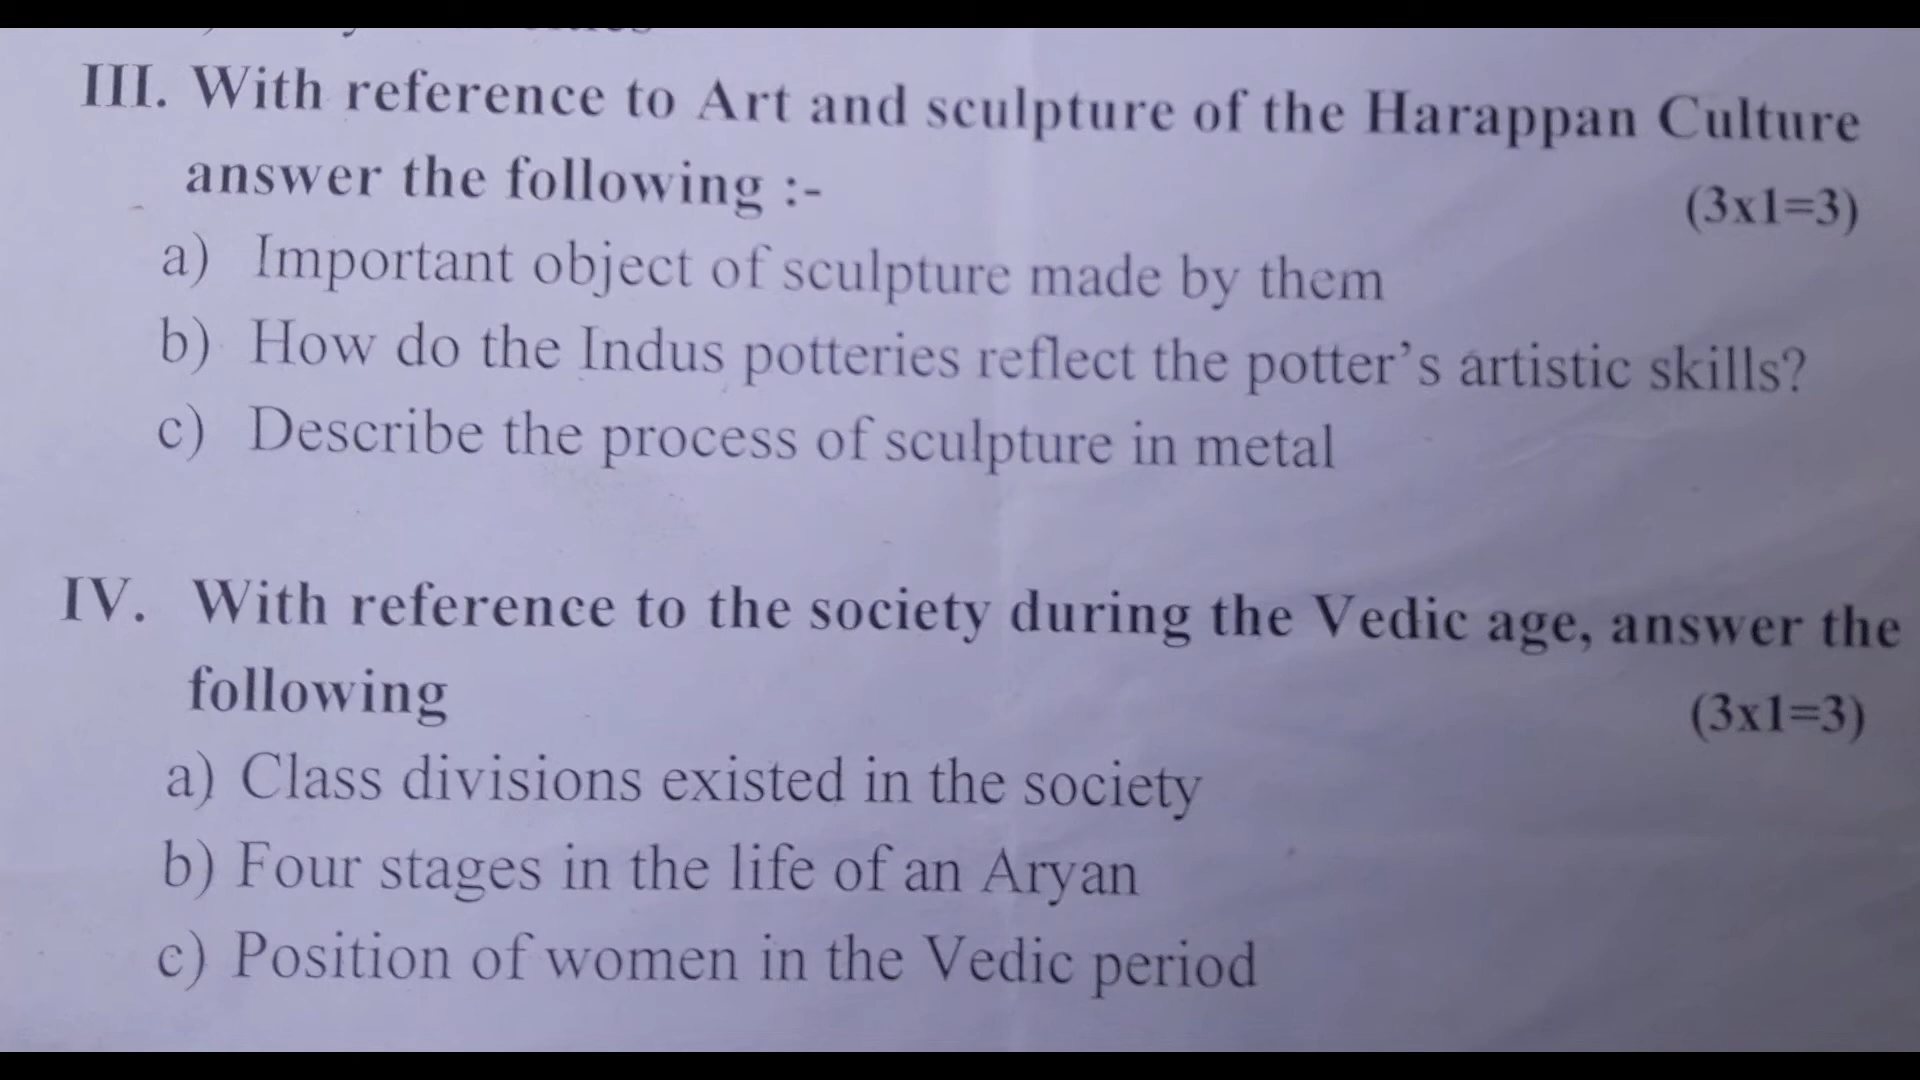 III. With reference to Art and sculpture of the Harappan Culture
answer the following :-
(3x1=3)
a) Important object of sculpture made by them
b) How do the Indus potteries reflect the potter's artistic skills?
c) Describe the process of sculpture in metal
IV. With reference to the society during the Vedic age, answer the
following
(3x1=3)
a) Class divisions existed in the society
b) Four stages in the life of an Aryan
c) Position of women in the Vedic period